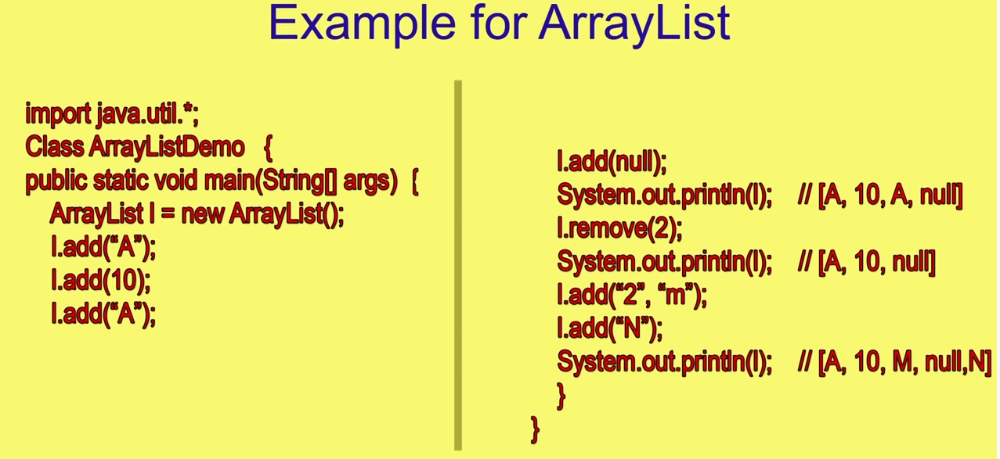 Example for ArrayList
import java.util.*;
Class ArrayListDemo {
public static void main(String[] args) {
ArrayList l = new ArrayList();
l.add(“A”);
l.add(10);
l.add(“A”);
l.add(null);
System.out.println(l); // [A, 10, A, null]
l.remove(2);
System.out.println(l); // [A, 10, null]
l.add(“2”, “m”);
l.add(“N”);
System.out.println(l); // [A, 10, M, null,N]
}
}